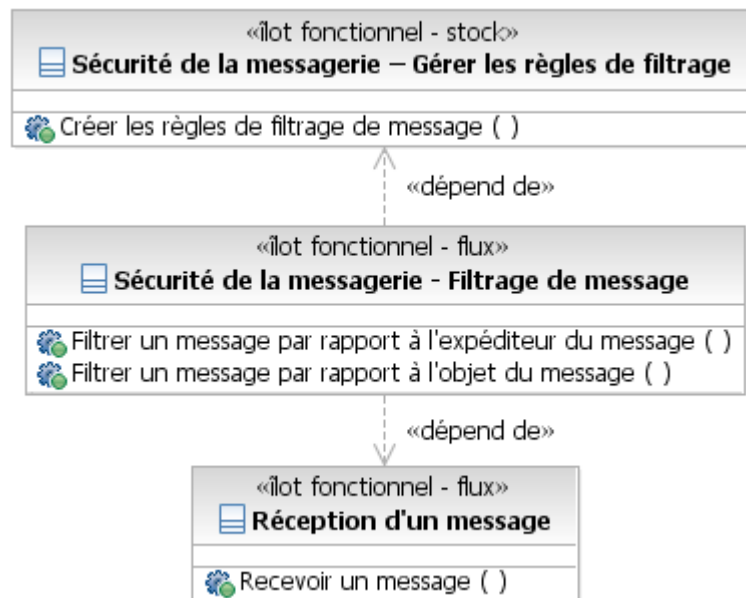 «îlot fonctionnel - stock»
Sécurité de la messagerie – Gérer les règles de filtrage
Créer les règles de filtrage de message ( )
«dépend de»
«îlot fonctionnel - flux»
Sécurité de la messagerie - Filtrage de message
Filtrer un message par rapport à l'expéditeur du message ( )
Filtrer un message par rapport à l'objet du message ( )
«dépend de»
«îlot fonctionnel - flux»
Réception d'un message
Recevoir un message ( )